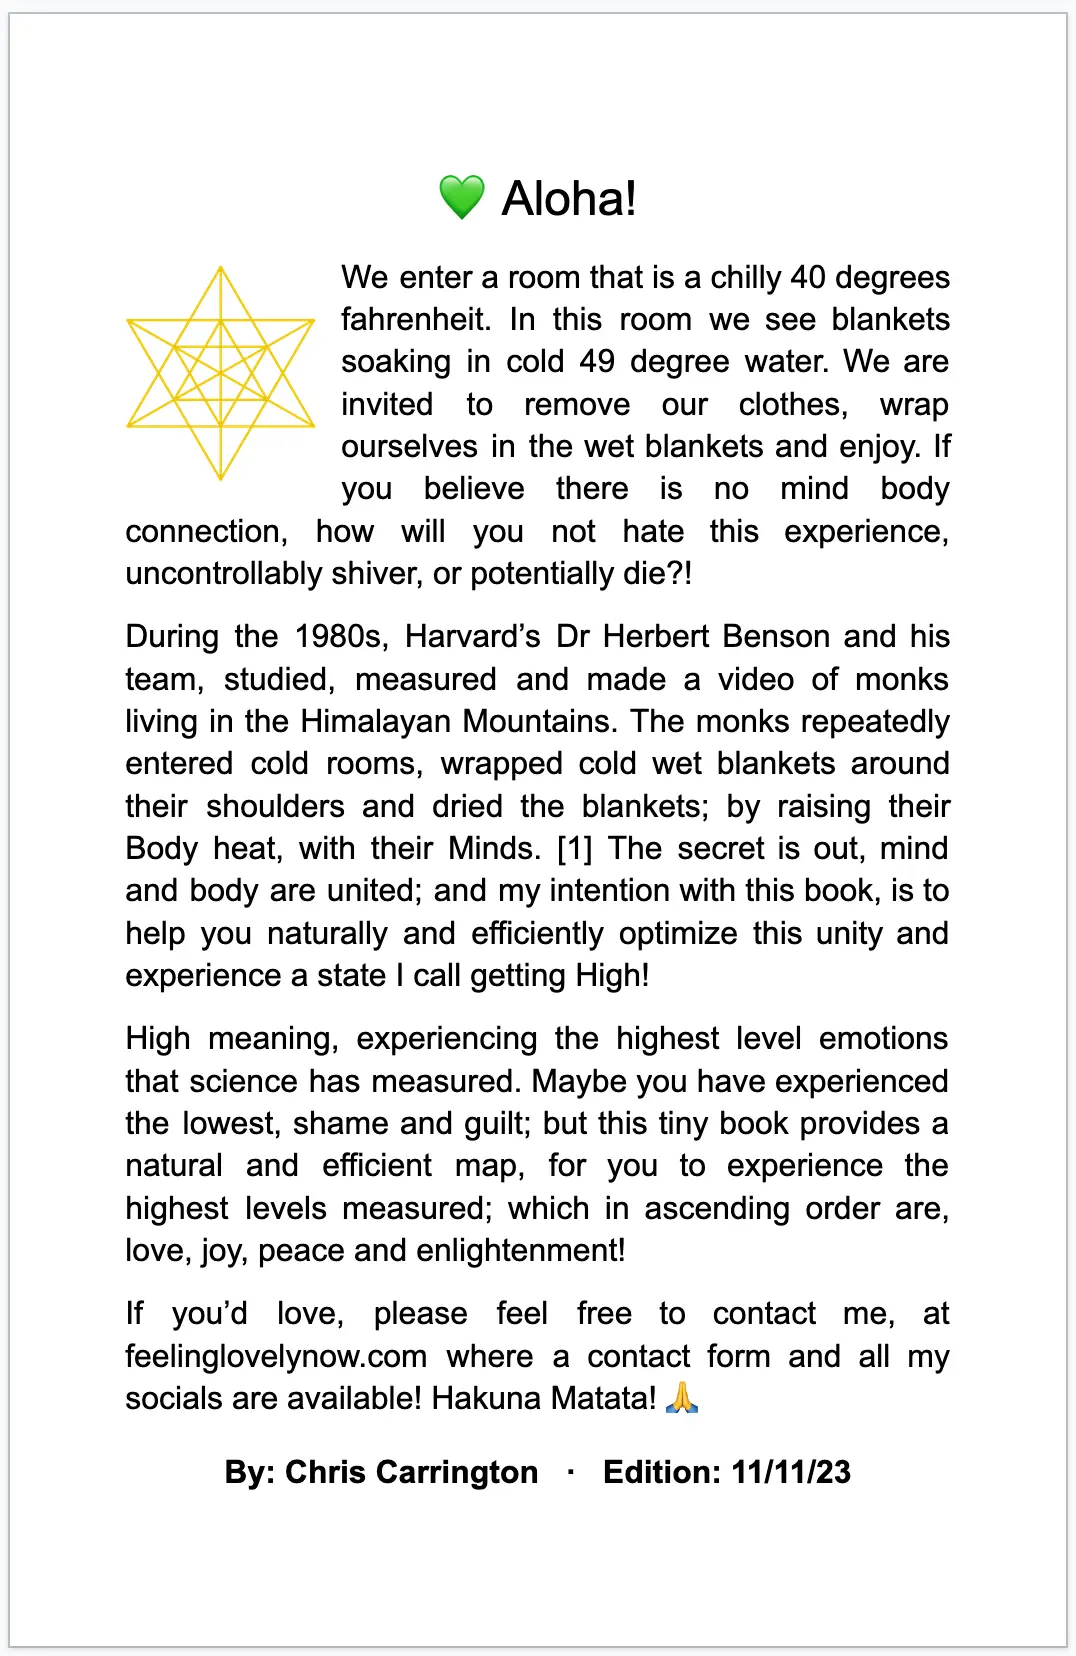 💚 Aloha!
We enter a room that is a chilly 40 degrees
fahrenheit. In this room we see blankets
soaking in cold 49 degree water. We are
invited to remove our clothes, wrap
ourselves in the wet blankets and enjoy. If
you believe there is no mind body
connection, how will you not hate this experience,
uncontrollably shiver, or potentially die?!
During the 1980s, Harvard’s Dr Herbert Benson and his
team, studied, measured and made a video of monks
living in the Himalayan Mountains. The monks repeatedly
entered cold rooms, wrapped cold wet blankets around
their shoulders and dried the blankets; by raising their
Body heat, with their Minds. [1] The secret is out, mind
and body are united; and my intention with this book, is to
help you naturally and efficiently optimize this unity and
experience a state I call getting High!
High meaning, experiencing the highest level emotions
that science has measured. Maybe you have experienced
the lowest, shame and guilt; but this tiny book provides a
natural and efficient map, for you to experience the
highest levels measured; which in ascending order are,
love, joy, peace and enlightenment!
If you’d love, please feel free to contact me, at
feelinglovelynow.com where a contact form and all my
socials are available! Hakuna Matata! 🙏
By: Chris Carrington · Edition: 11/11/23